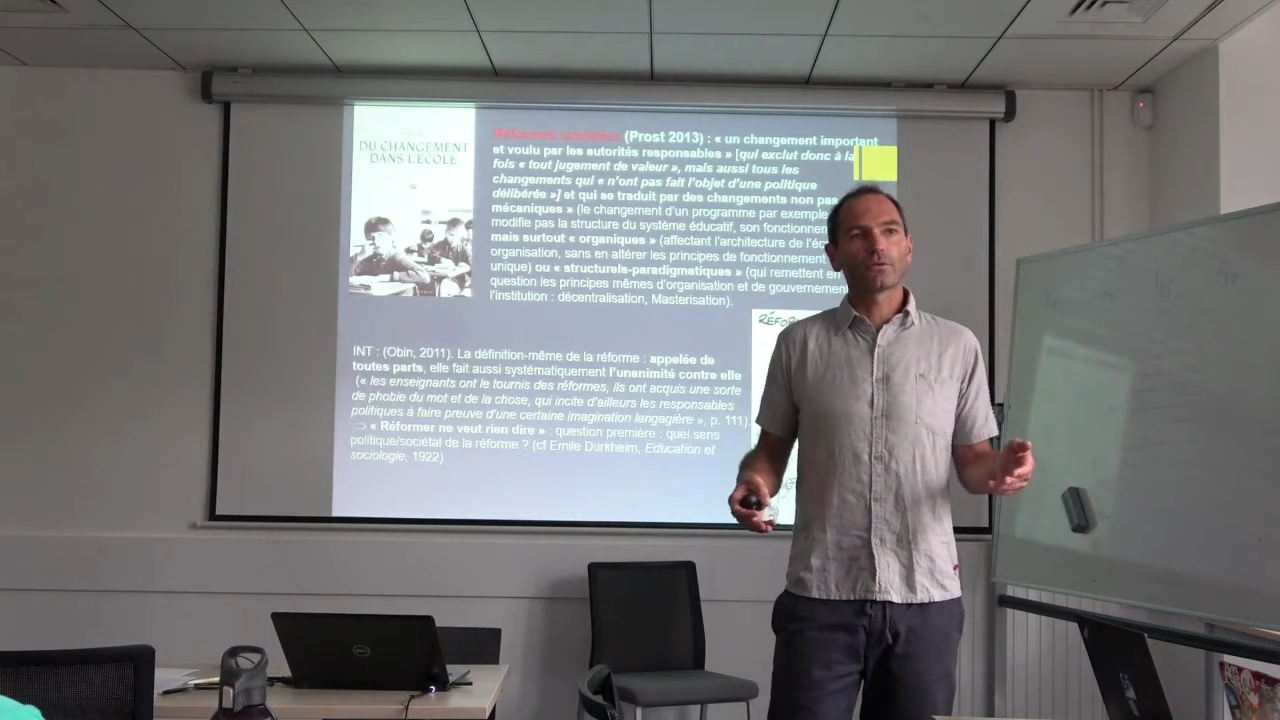 DU CHANGEMENT
DANS L'ÉCOLE
Réformes scolaires (Prost 2013) : « un changement important
et voulu par les autorités responsables » [qui exclut donc à la
fois « tout jugement de valeur », mais aussi tous les
changements qui « n'ont pas fait l'objet d'une politique
délibérée »] et qui se traduit par des changements non pas
mécaniques » (le changement d'un programme par exemple
modifie pas la structure du système éducatif, son
mais surtout « organiques » (affectant l'architecture de
organisation, sans en altérer les principes de fonctionnement
unique) ou « structurels-paradigmatiques » (qui remettent en
question les principes mêmes d'organisation et de gouvernement
l'institution : décentralisation, Masterisation).
INT : (Obin, 2011). La définition-même de la réforme : appelée de
toutes parts, elle fait aussi systématiquement l'unanimité contre elle
(« les enseignants ont le tournis des réformes, ils ont acquis une sorte
de phobie du mot et de la chose, qui incite d'ailleurs les responsables
politiques à faire preuve d'une certaine imagination langagière », p. 111).
⇒ « Réformer ne veut rien dire » : question première : quel sens
politique/sociétal de la réforme ? (cf Emile Durkheim, Education et
sociologie, 1922)
DELL